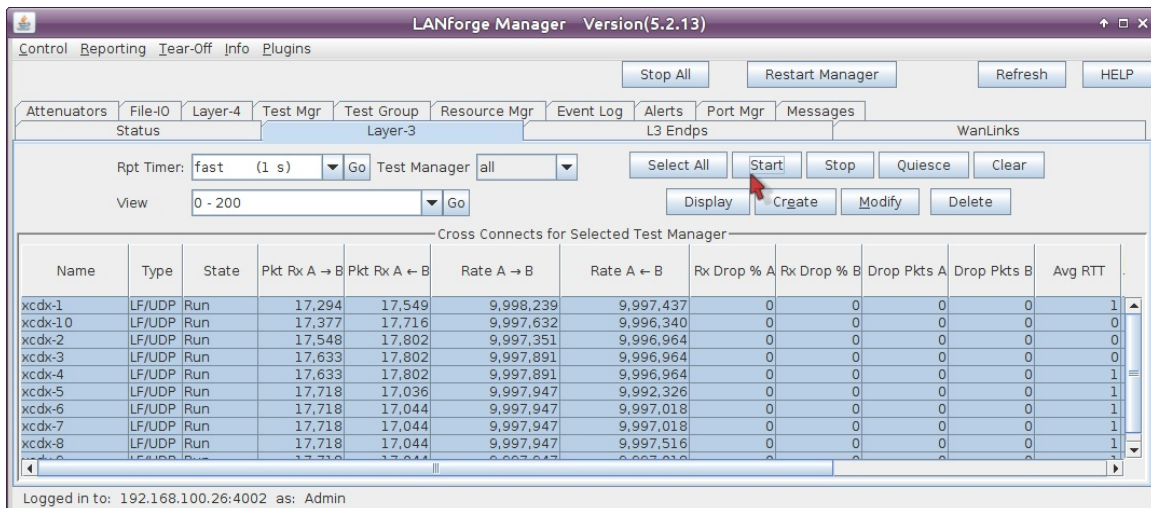 LANforge Manager Version(5.2.13)
Control Reporting Tear-Off Info Plugins
Stop All Restart Manager Refresh HELP
Attenuators File-IO Layer-4 Test Mgr Test Group Resource Mgr Event Log Alerts Port Mgr Messages
Status Layer-3 L3 Endps WanLinks
Rpt Timer: fast (1 s) Go Test Manager all Select All Start Stop Quiesce Clear
View 0 - 200 Go Display Create Modify Delete
Cross Connects for Selected Test Manager
Name Type State Pkt Rx A → B Pkt Rx A ← B Rate A → B Rate A ← B Rx Drop % A Rx Drop % B Drop Pkts A Drop Pkts B Avg RTT
xcdx-1 LF/UDP Run 17,294 17,549 9,998,239 9,997,437 0 0 0 0 1
xcdx-10 LF/UDP Run 17,377 17,716 9,997,632 9,996,340 0 0 0 0 0
xcdx-2 LF/UDP Run 17,548 17,802 9,997,351 9,996,964 0 0 0 0 0
xcdx-3 LF/UDP Run 17,633 17,802 9,997,891 9,996,964 0 0 0 0 1
xcdx-4 LF/UDP Run 17,633 17,802 9,997,891 9,996,964 0 0 0 0 1
xcdx-5 LF/UDP Run 17,718 17,036 9,997,947 9,992,326 0 0 0 0 1
xcdx-6 LF/UDP Run 17,718 17,044 9,997,947 9,997,018 0 0 0 0 1
xcdx-7 LF/UDP Run 17,718 17,044 9,997,947 9,997,018 0 0 0 0 1
xcdx-8 LF/UDP Run 17,718 17,044 9,997,947 9,997,516 0 0 0 0 1
Logged in to: 192.168.100.26:4002 as: Admin